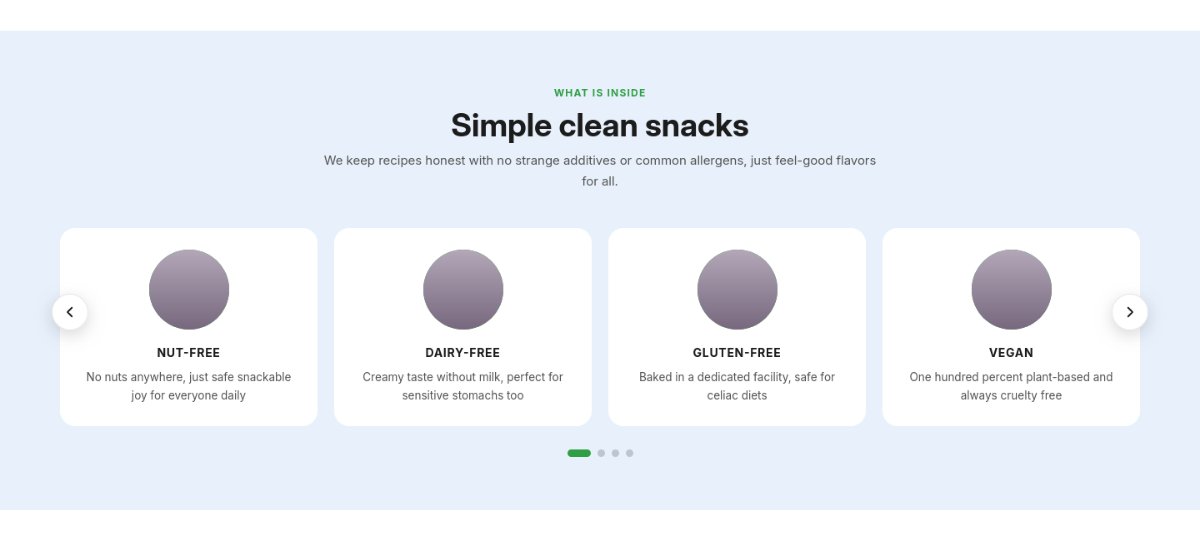 WHAT IS INSIDE
Simple clean snacks
We keep recipes honest with no strange additives or common allergens, just feel-good flavors
for all.
NUT-FREE
No nuts anywhere, just safe snackable
joy for everyone daily
DAIRY-FREE
Creamy taste without milk, perfect for
sensitive stomachs too
GLUTEN-FREE
Baked in a dedicated facility, safe for
celiac diets
VEGAN
One hundred percent plant-based and
always cruelty free